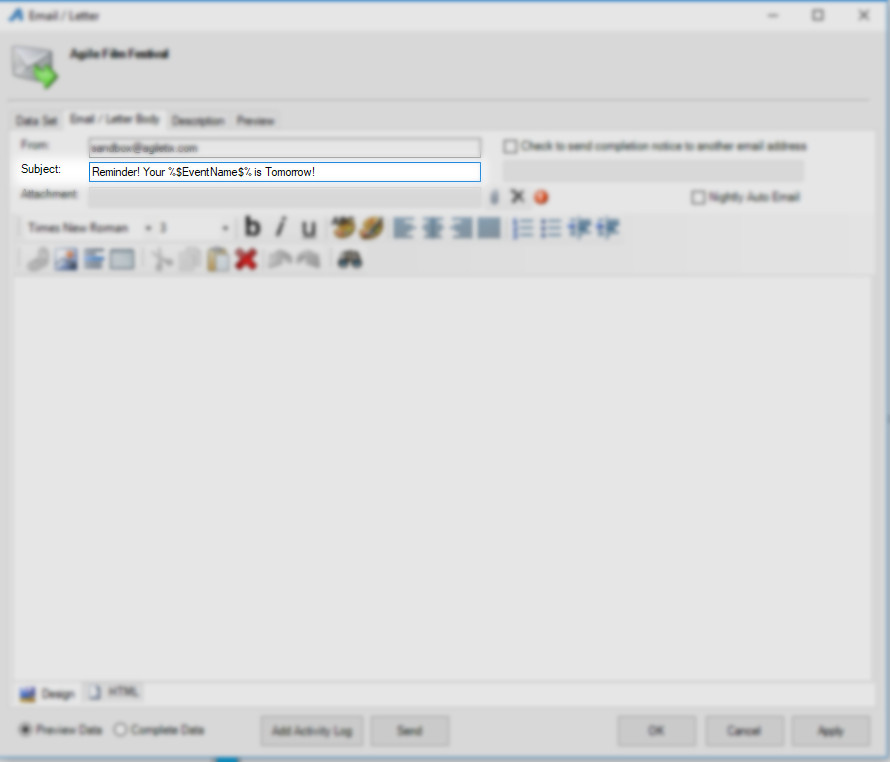 Email / Letter
Agile Film Festival
Data Set Email / Letter Body Description Preview
From: sandbox@agiletix.com Check to send completion notice to another email address
Subject: Reminder! Your %$EventName$% is Tomorrow!
Attachment: Nightly Auto Email
Times New Roman 3 b i u
Design HTML
Preview Data Complete Data Add Activity Log Send OK Cancel Apply